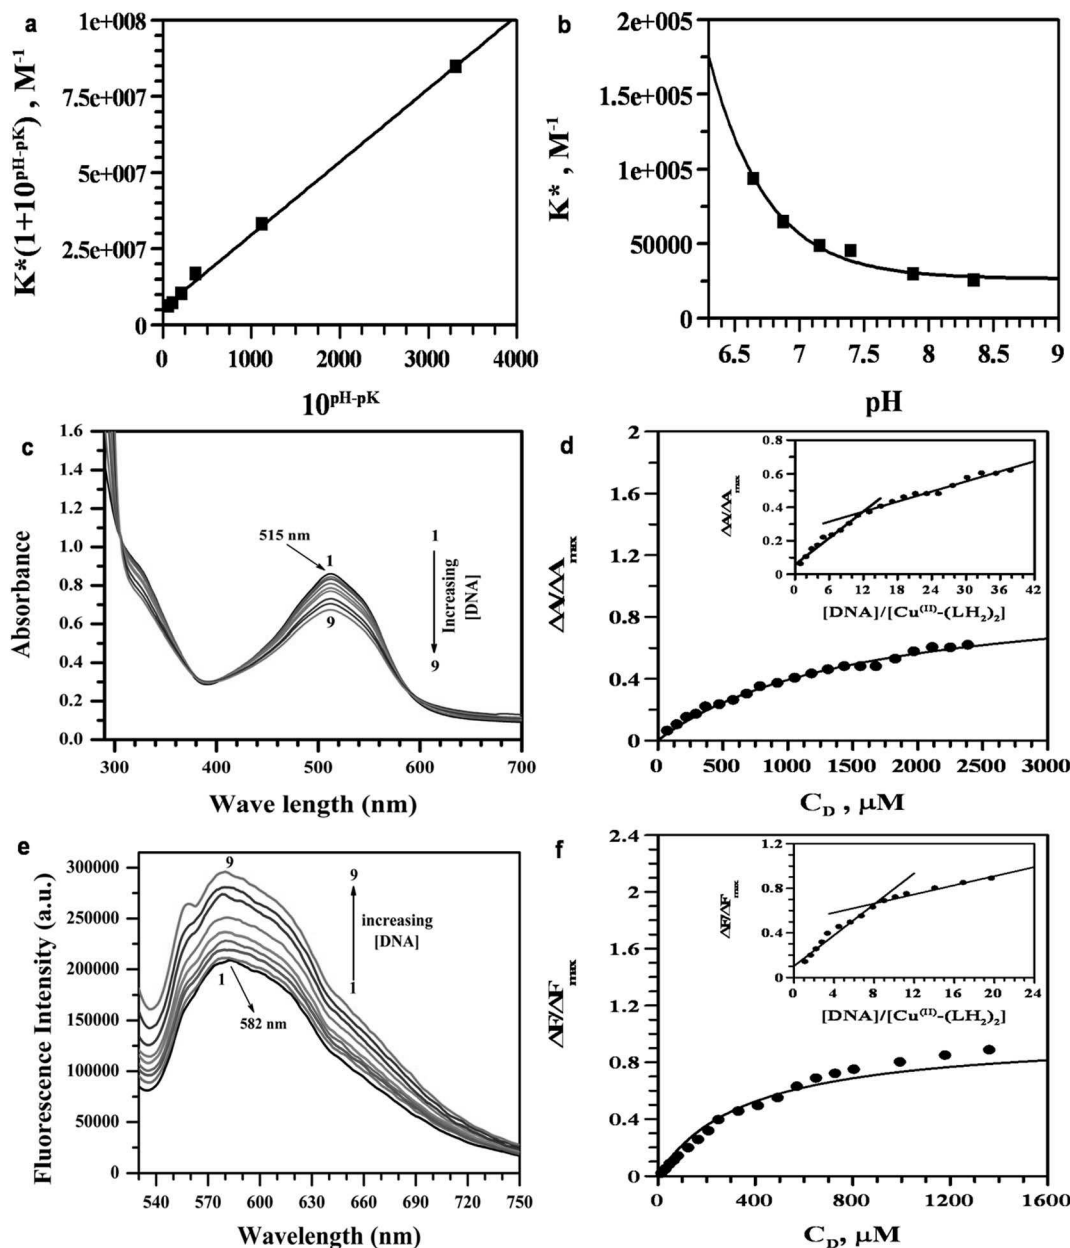 a
K*(1+10^pH-pK) , M^-1
1e+008
7.5e+007
5e+007
2.5e+007
0
0 1000 2000 3000 4000
10^pH-pK
b
K* , M^-1
2e+005
1.5e+005
1e+005
50000
0
6.5 7 7.5 8 8.5 9
pH
c
Absorbance
1.6
1.4
1.2
1.0
0.8
0.6
0.4
0.2
0.0
515 nm
1
9
1
Increasing
[DNA]
9
300 400 500 600 700
Wave length (nm)
d
ΔA/ΔA_max
2
1.6
1.2
0.8
0.4
0
0 500 1000 1500 2000 2500 3000
C_D , μM
ΔA/ΔA_max
0.8
0.6
0.4
0.2
0
0 6 12 18 24 30 36 42
[DNA]/[Cu^(II)-(LH_2)_2]
e
Fluorescence Intensity (a.u.)
300000
250000
200000
150000
100000
50000
0
9
1
582 nm
9
increasing
[DNA]
1
540 570 600 630 660 690 720 750
Wavelength (nm)
f
ΔF/ΔF_max
2.4
2
1.6
1.2
0.8
0.4
0
0 400 800 1200 1600
C_D, μM
ΔF/ΔF_max
1.2
0.8
0.4
0
0 4 8 12 16 20 24
[DNA]/[Cu^(II)-(LH_2)_2]